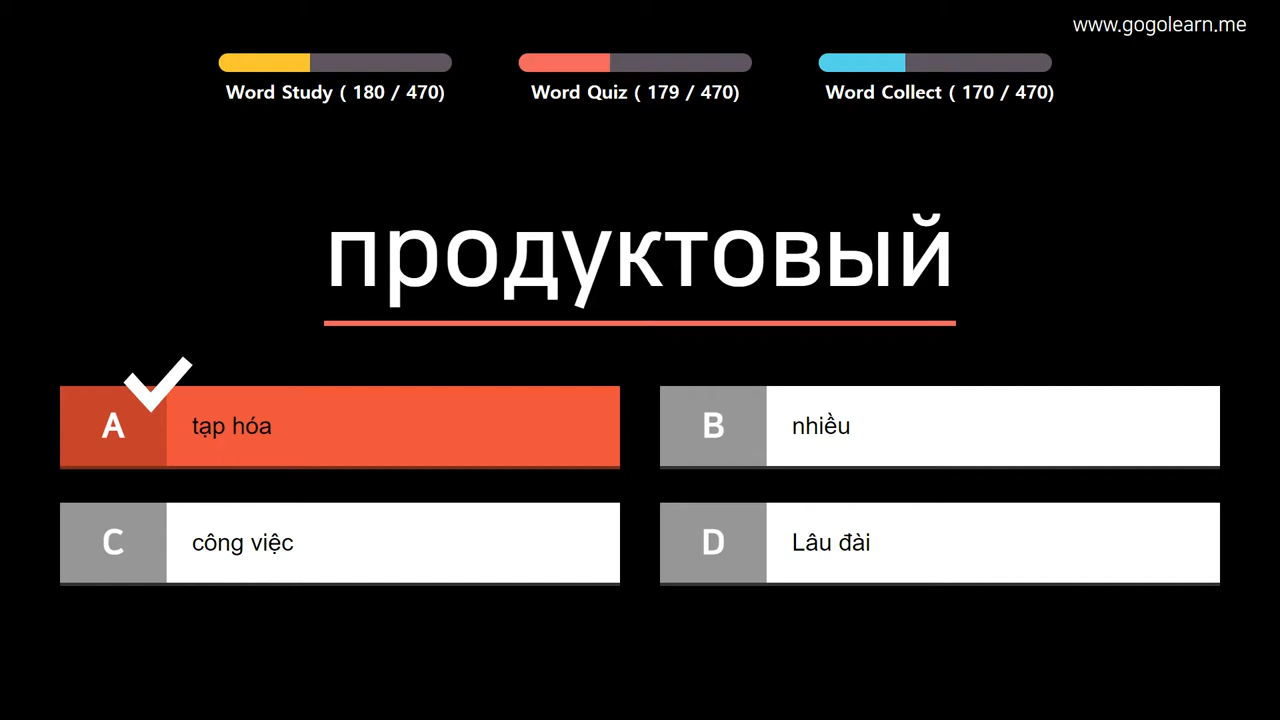 www.gogolearn.me
Word Study ( 180 / 470)
Word Quiz ( 179 / 470)
Word Collect ( 170 / 470)
продуктовый
A tạp hóa
B nhiều
C công việc
D Lâu đài